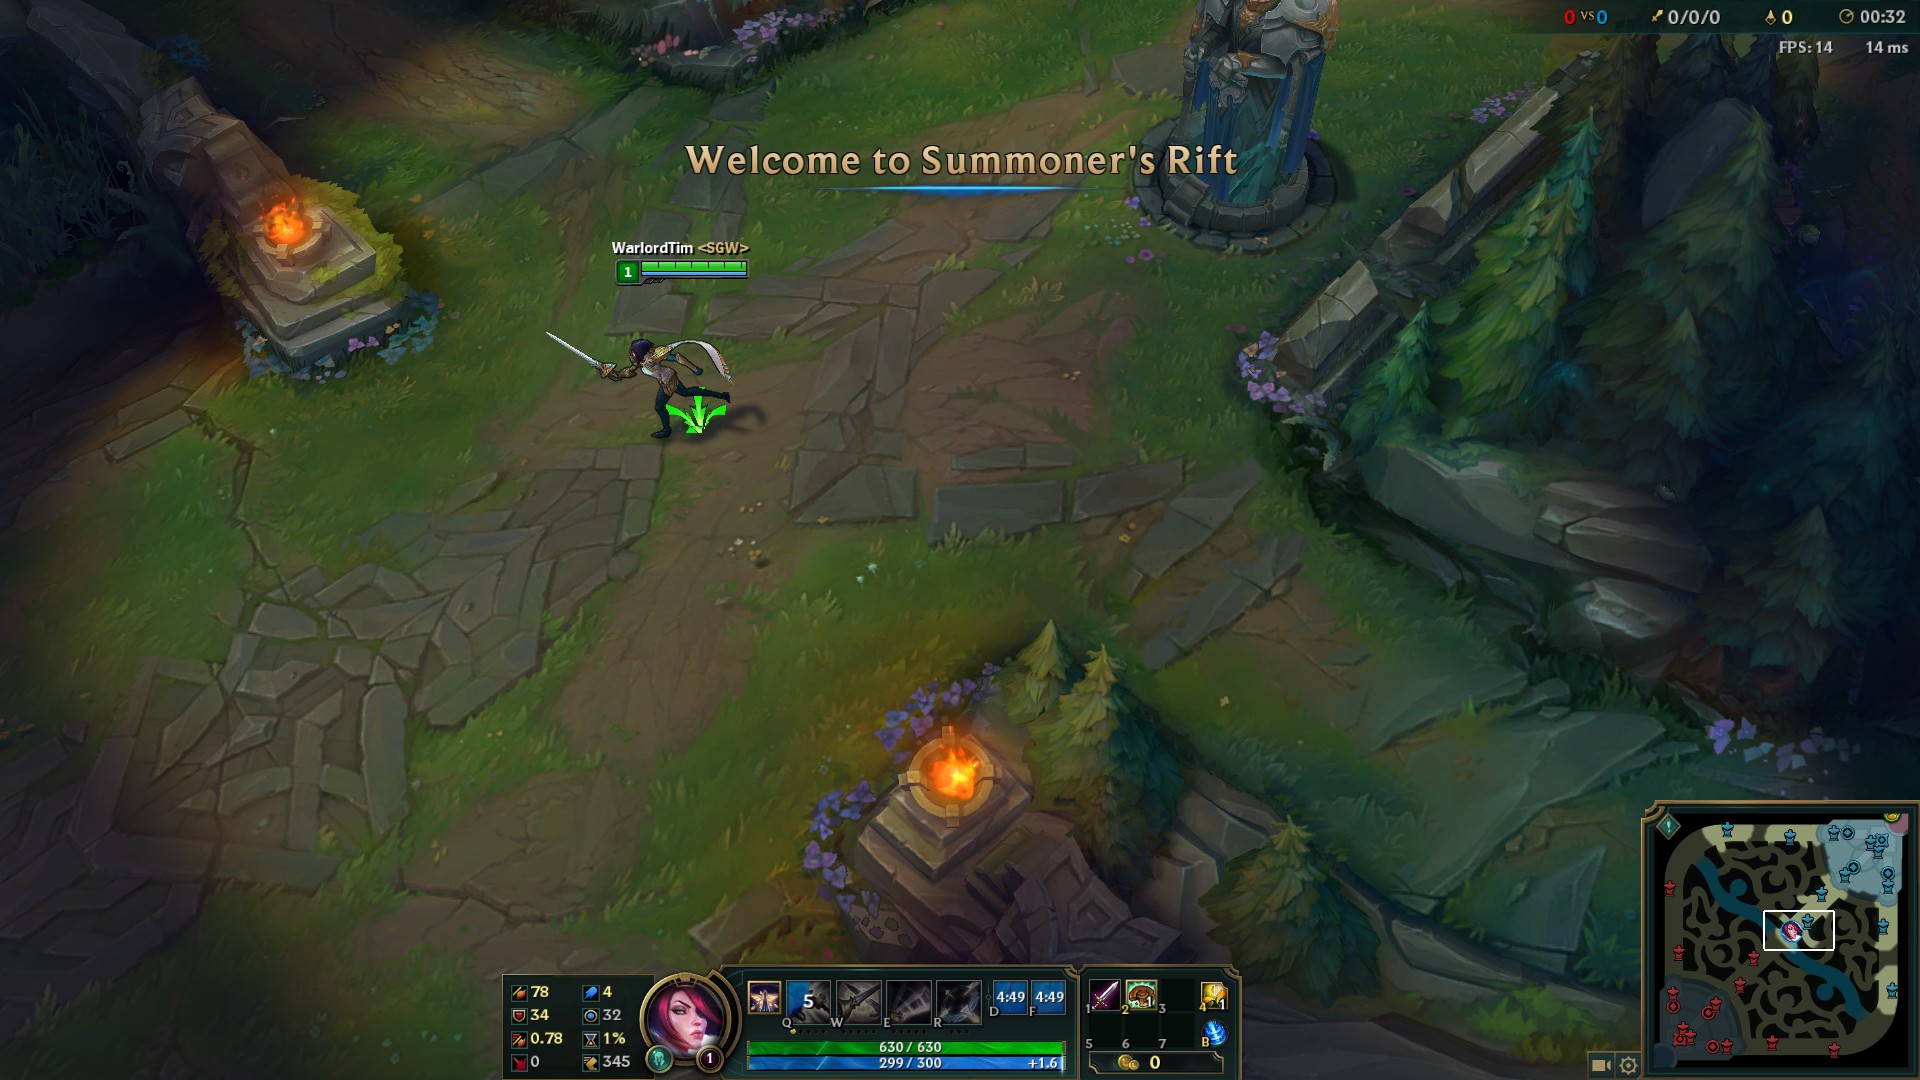 0 VS 0 0/0/0 0 00:32
FPS: 14 14 ms
Welcome to Summoner's Rift
WarlordTim <SGW>
1
78 4
34 32
0.78 1%
0 345
1
5
4:49 4:49
Q W E R D F
630 / 630
299 / 300 +1.6
1 2 1 3 4 1
5 6 7 B
0